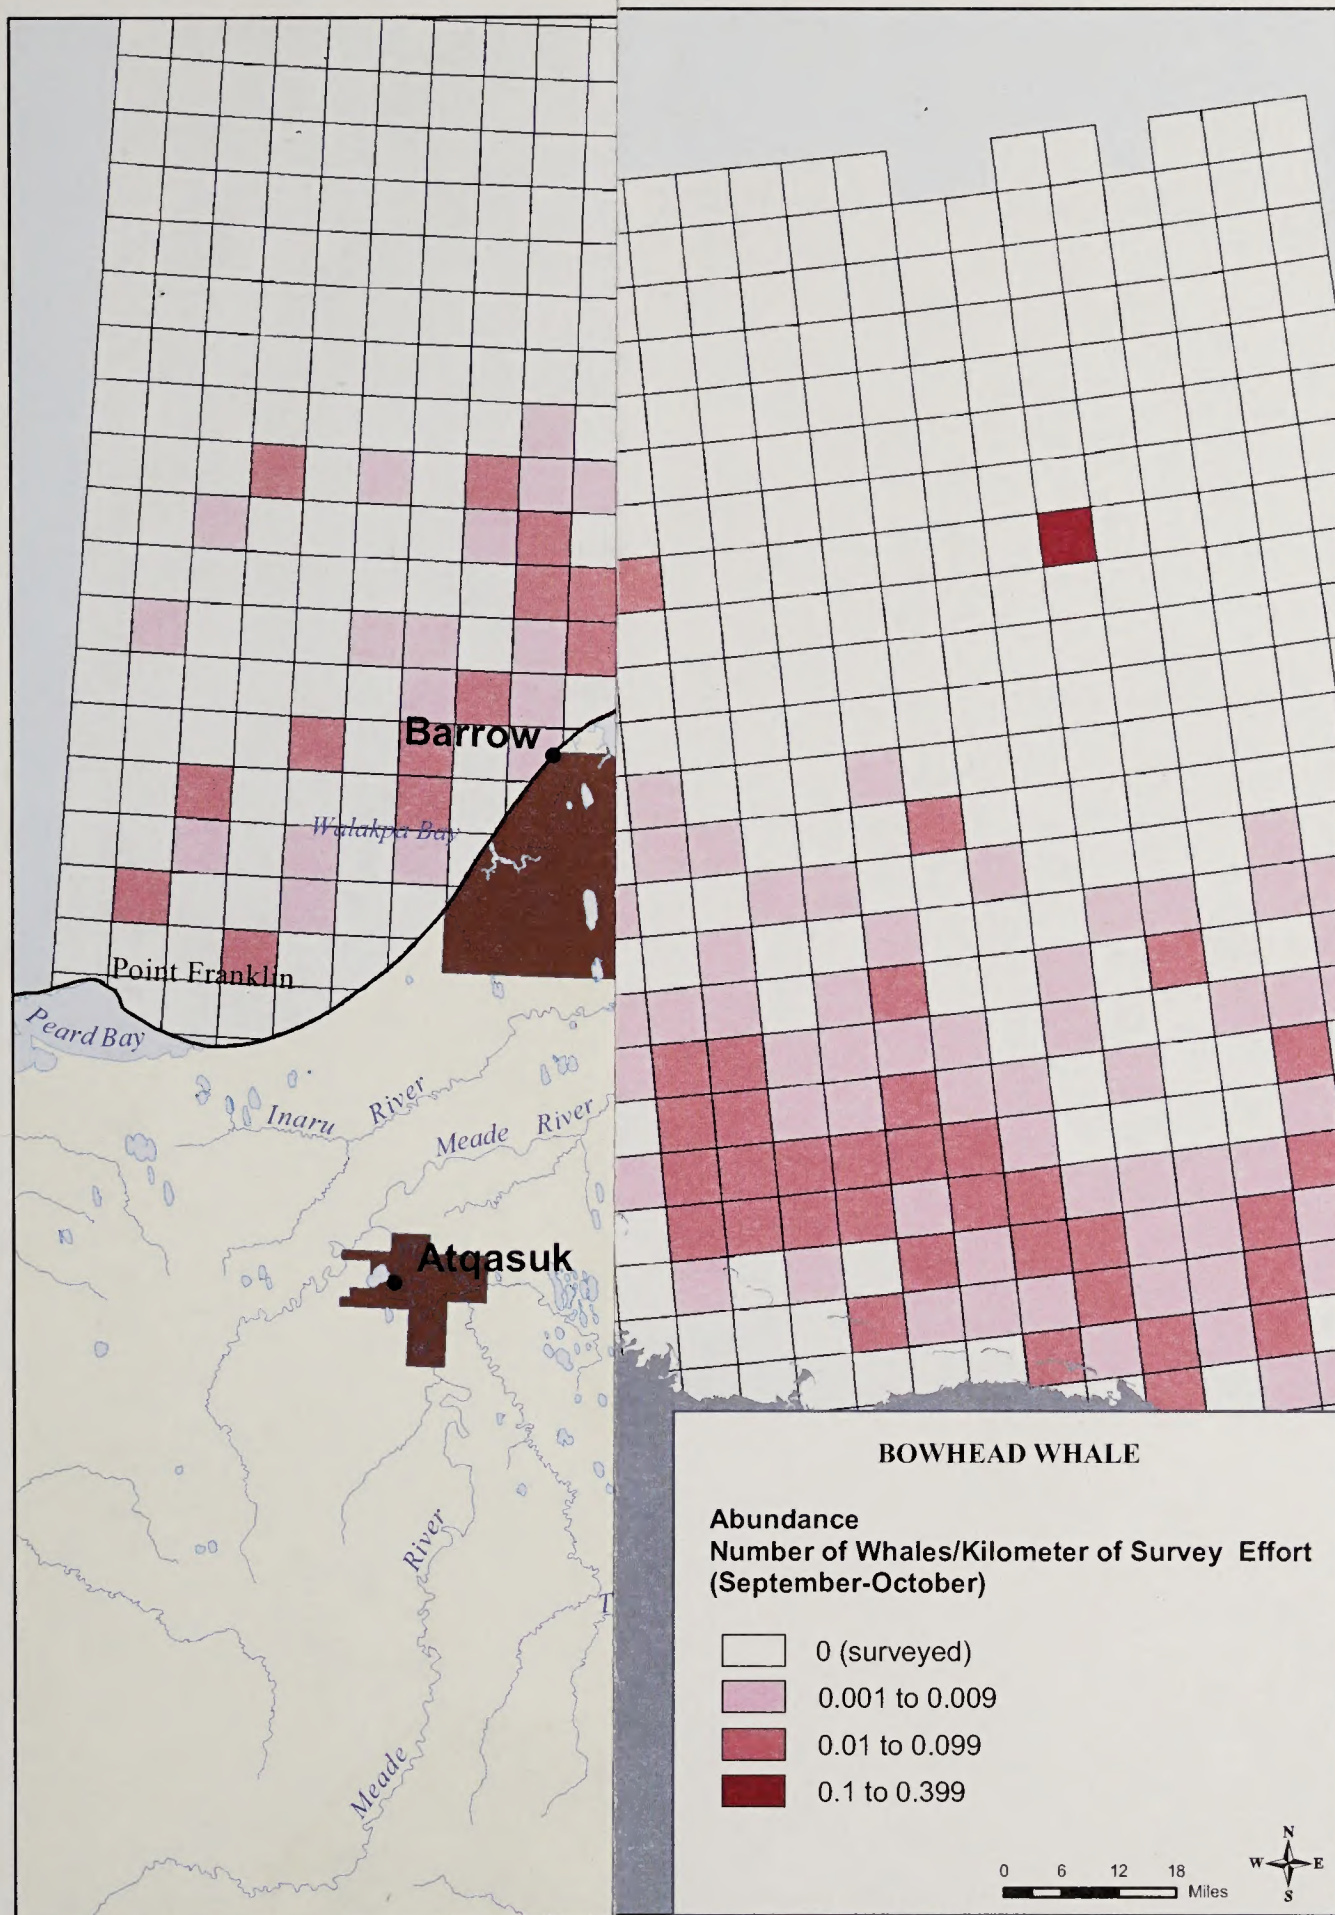 Barrow
Walakpa Bay
Point Franklin
Peard Bay
Inaru River
Meade River
Atqasuk
River
Meade
T
BOWHEAD WHALE
Abundance
Number of Whales/Kilometer of Survey Effort
(September-October)
0 (surveyed)
0.001 to 0.009
0.01 to 0.099
0.1 to 0.399
N
W E
S
0 6 12 18
Miles